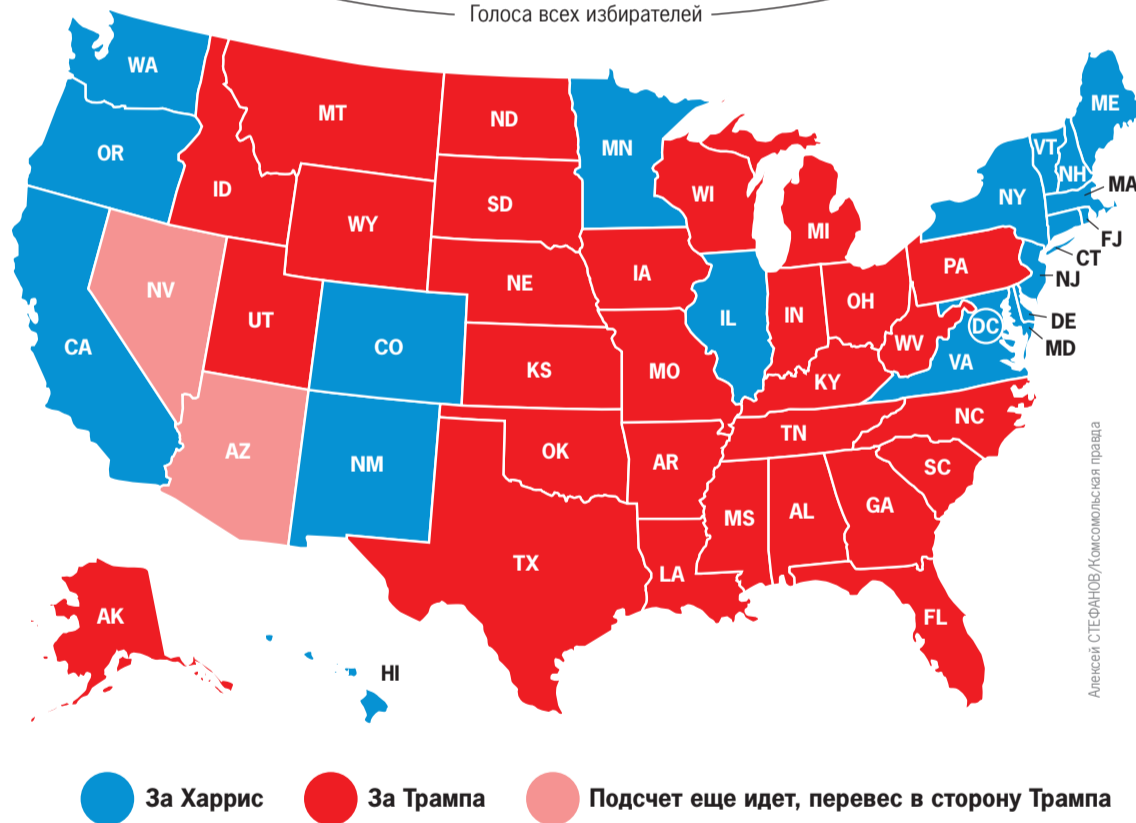 Голоса всех избирателей
WA
MT
ND
MN
ME
OR
VT
NH
ID
WY
SD
WI
NY
MA
MI
FJ
CT
NV
UT
NE
IA
PA
NJ
CA
CO
IL
IN
OH
DC
DE
WV
MD
VA
KS
MO
KY
AZ
NM
OK
AR
TN
NC
SC
MS
AL
GA
TX
LA
AK
FL
HI
Алексей СТЕФАНОВ/Комсомольская правда
За Харрис
За Трампа
Подсчет еще идет, перевес в сторону Трампа